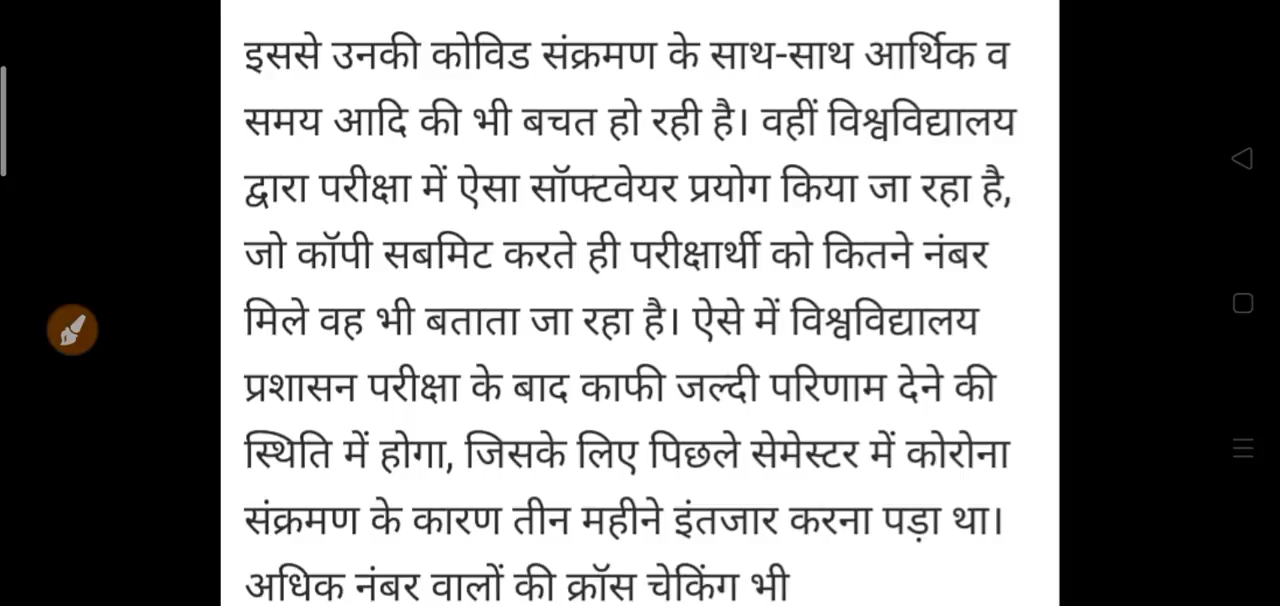 इससे उनकी कोविड संक्रमण के साथ-साथ आर्थिक व
समय आदि की भी बचत हो रही है। वहीं विश्वविद्यालय
द्वारा परीक्षा में ऐसा सॉफ्टवेयर प्रयोग किया जा रहा है,
जो कॉपी सबमिट करते ही परीक्षार्थी को कितने नंबर
मिले वह भी बताता जा रहा है। ऐसे में विश्वविद्यालय
प्रशासन परीक्षा के बाद काफी जल्दी परिणाम देने की
स्थिति में होगा, जिसके लिए पिछले सेमेस्टर में कोरोना
संक्रमण के कारण तीन महीने इंतजार करना पड़ा था।
अधिक नंबर वालों की क्रॉस चेकिंग भी